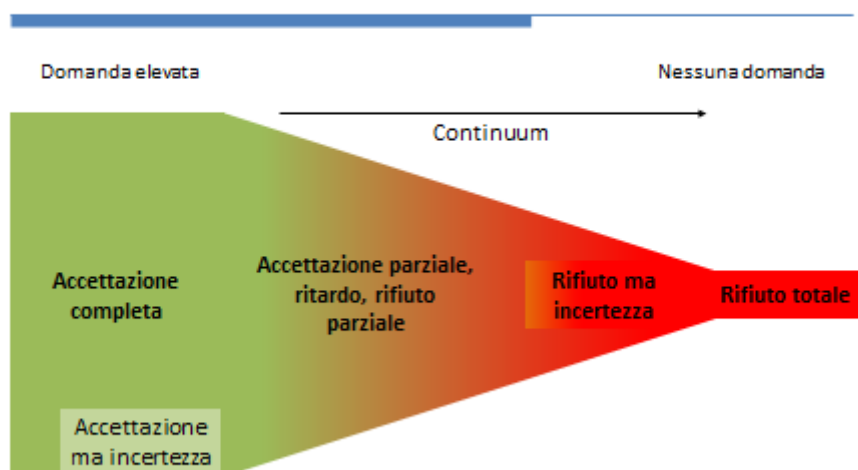 Domanda elevata
Nessuna domanda
Continuum
Accettazione
completa
Accettazione parziale,
ritardo, rifiuto
parziale
Rifiuto ma
incertezza
Rifiuto totale
Accettazione
ma incertezza